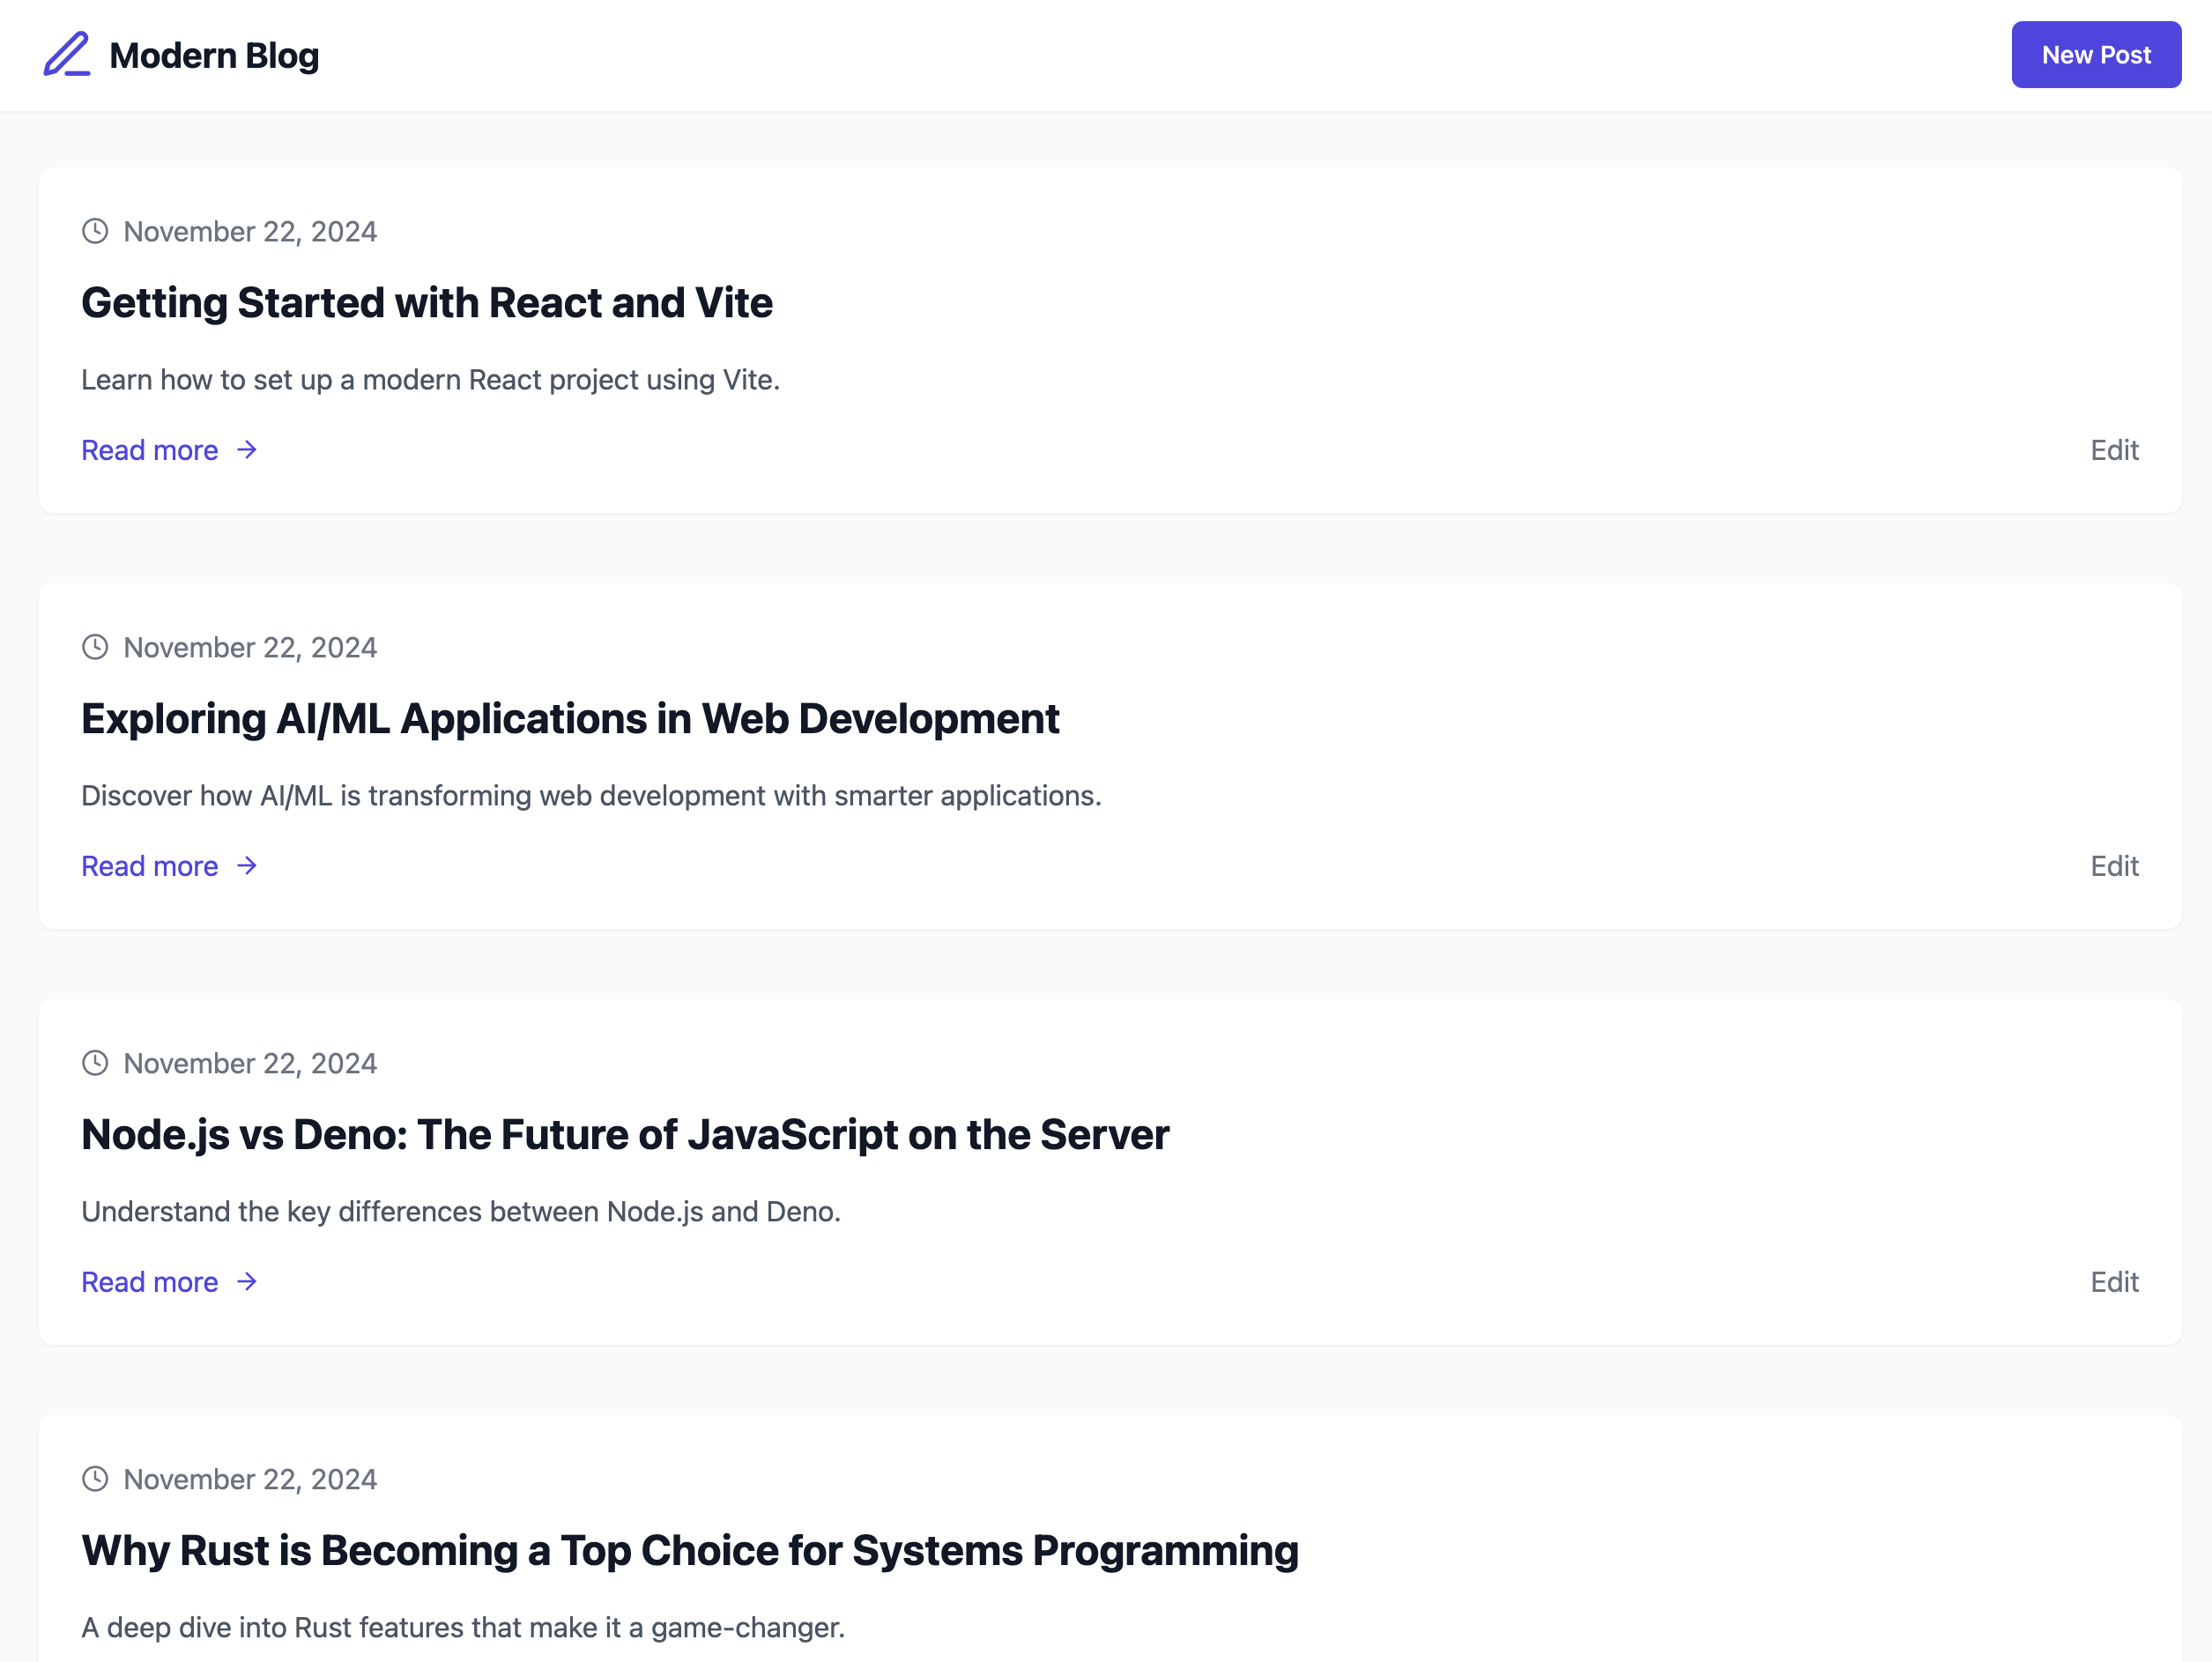 Modern Blog
New Post
November 22, 2024
Getting Started with React and Vite
Learn how to set up a modern React project using Vite.
Read more
Edit
November 22, 2024
Exploring AI/ML Applications in Web Development
Discover how AI/ML is transforming web development with smarter applications.
Read more
Edit
November 22, 2024
Node.js vs Deno: The Future of JavaScript on the Server
Understand the key differences between Node.js and Deno.
Read more
Edit
November 22, 2024
Why Rust is Becoming a Top Choice for Systems Programming
A deep dive into Rust features that make it a game-changer.